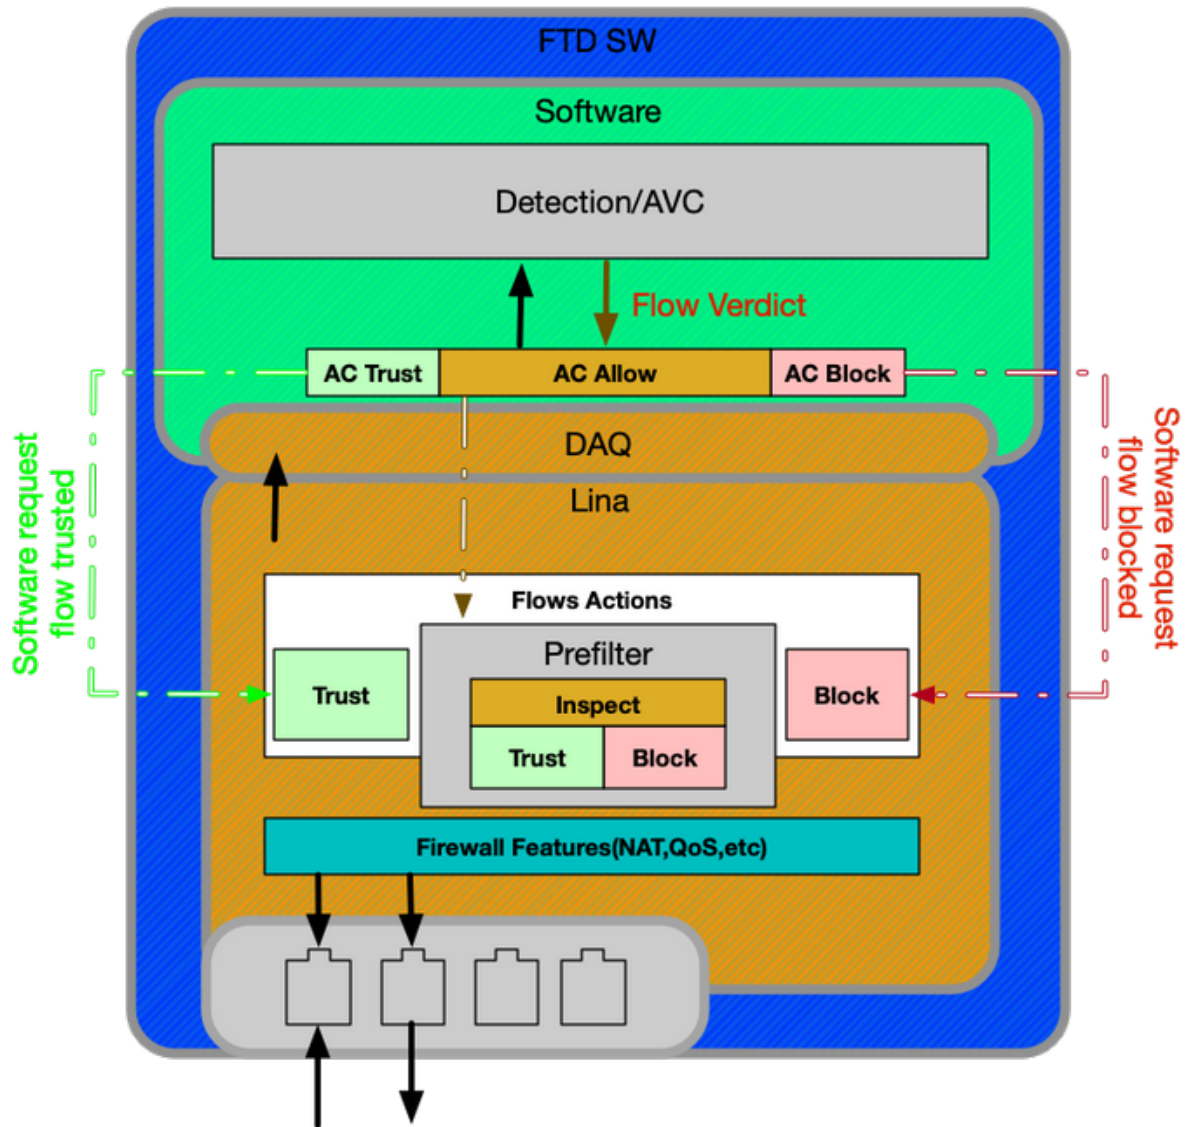 FTD SW
Software
Detection/AVC
Flow Verdict
AC Trust
AC Allow
AC Block
DAQ
Lina
Software request
flow trusted
Software request
flow blocked
Flows Actions
Prefilter
Trust
Inspect
Trust
Block
Block
Firewall Features(NAT,QoS,etc)